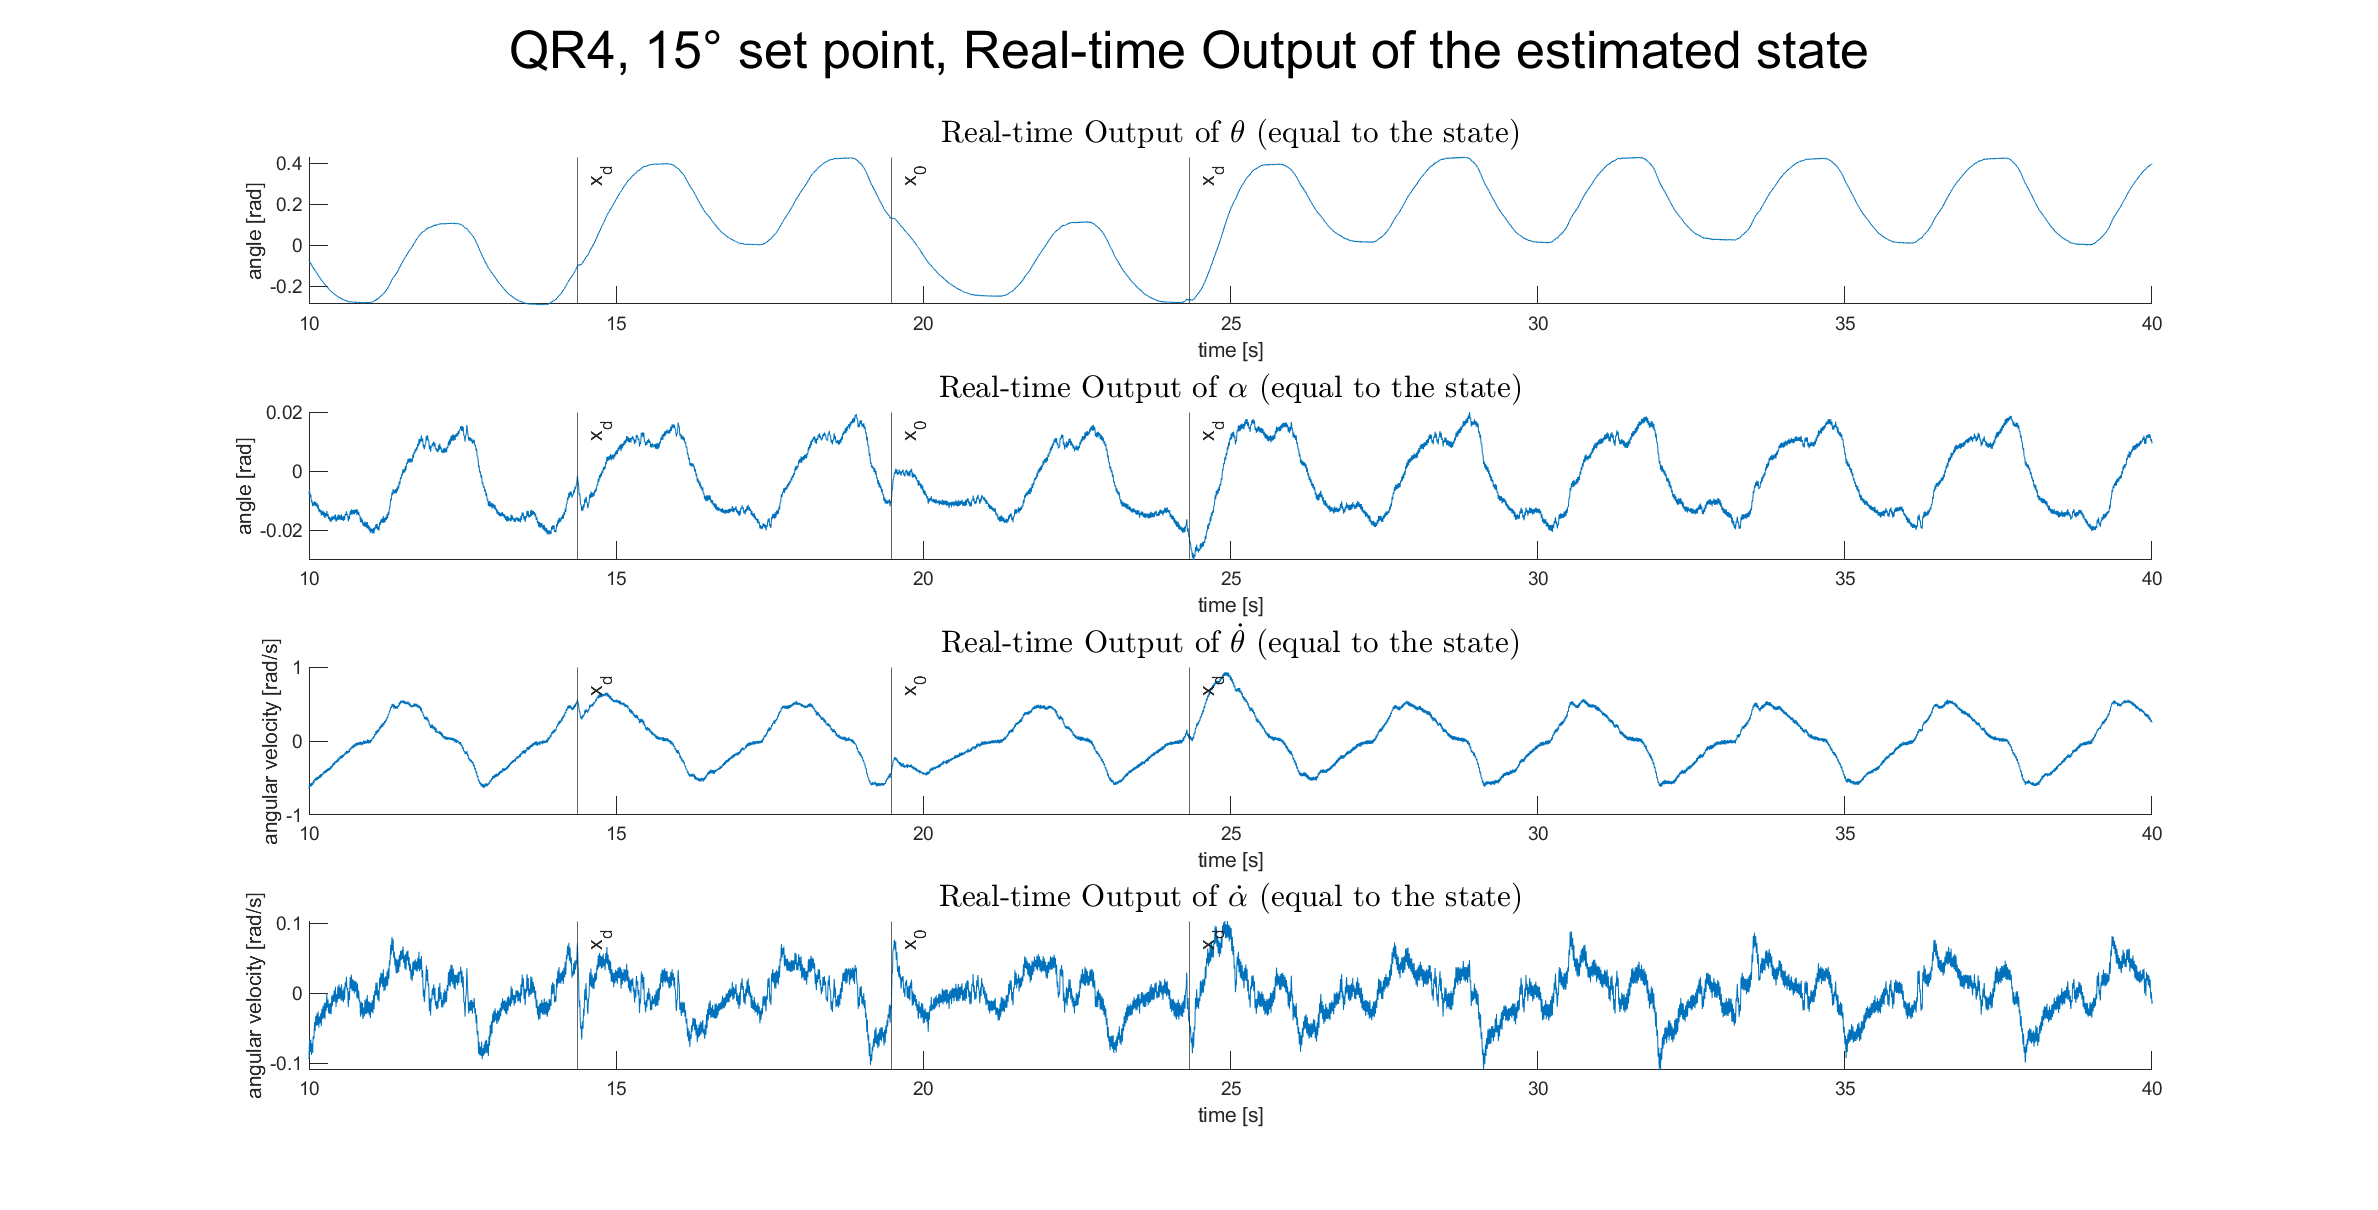 QR4, 15° set point, Real-time Output of the estimated state
Real-time Output of θ (equal to the state)
angle [rad]
0.4
0.2
0
-0.2
x_d
x_0
x_d
10 15 20 25 30 35 40
time [s]
Real-time Output of α (equal to the state)
angle [rad]
0.02
0
-0.02
x_d
x_0
x_d
10 15 20 25 30 35 40
time [s]
Real-time Output of θ̇ (equal to the state)
angular velocity [rad/s]
1
0
-1
x_d
x_0
x_d
10 15 20 25 30 35 40
time [s]
Real-time Output of α̇ (equal to the state)
angular velocity [rad/s]
0.1
0
-0.1
x_d
x_0
x_d
10 15 20 25 30 35 40
time [s]